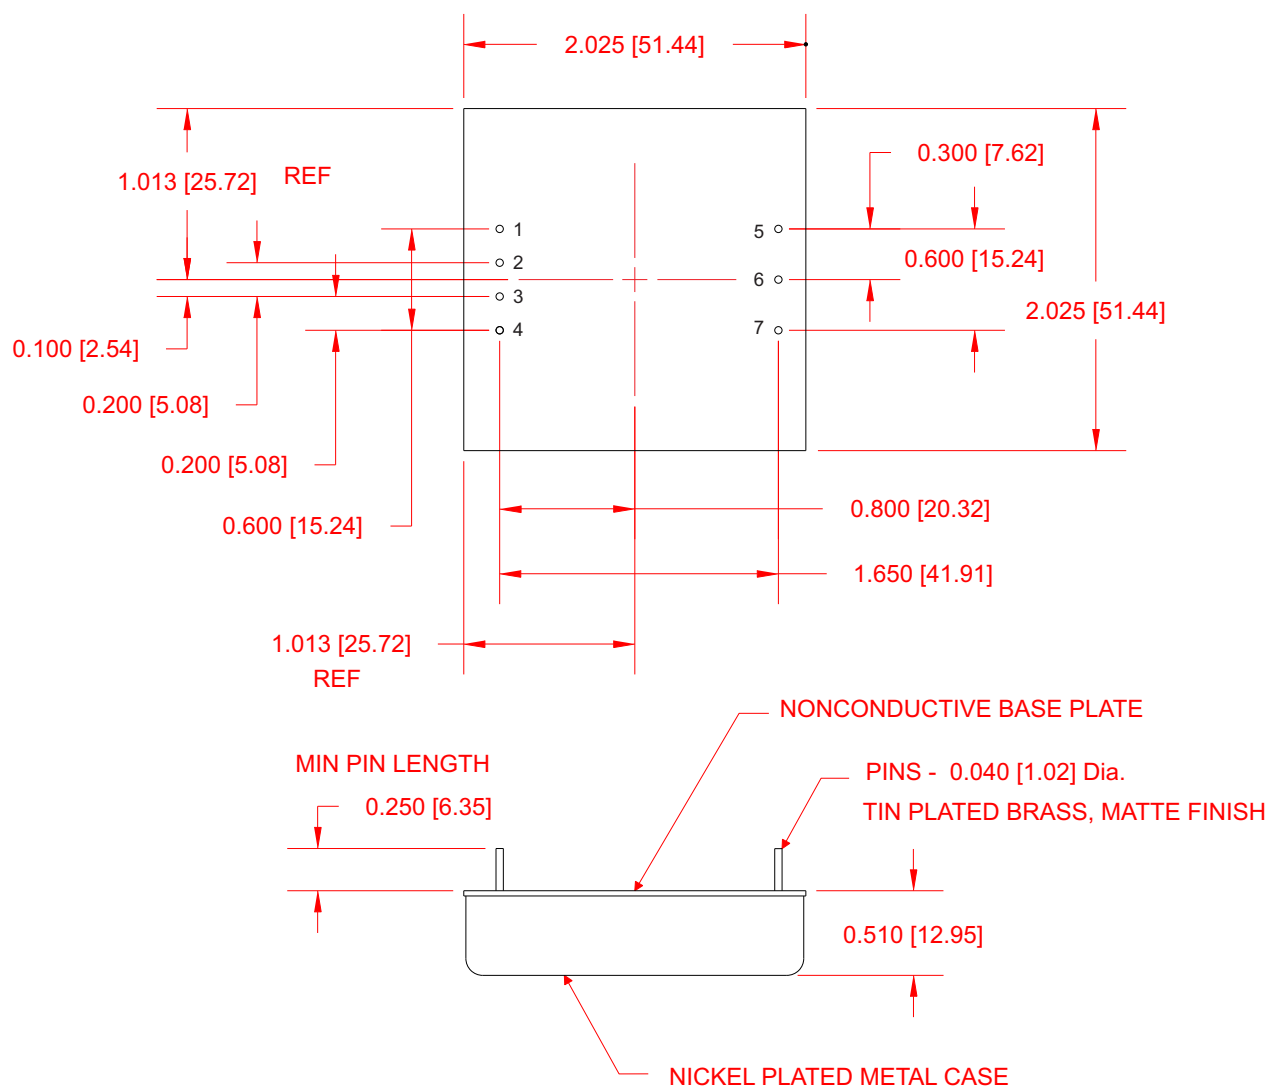 2.025 [51.44]
0.300 [7.62]
1.013 [25.72] REF
1 5
0.600 [15.24]
2
6
3
2.025 [51.44]
4 7
0.100 [2.54]
0.200 [5.08]
0.200 [5.08]
0.600 [15.24]
0.800 [20.32]
1.650 [41.91]
1.013 [25.72]
REF
NONCONDUCTIVE BASE PLATE
MIN PIN LENGTH
0.250 [6.35]
PINS - 0.040 [1.02] Dia.
TIN PLATED BRASS, MATTE FINISH
0.510 [12.95]
NICKEL PLATED METAL CASE